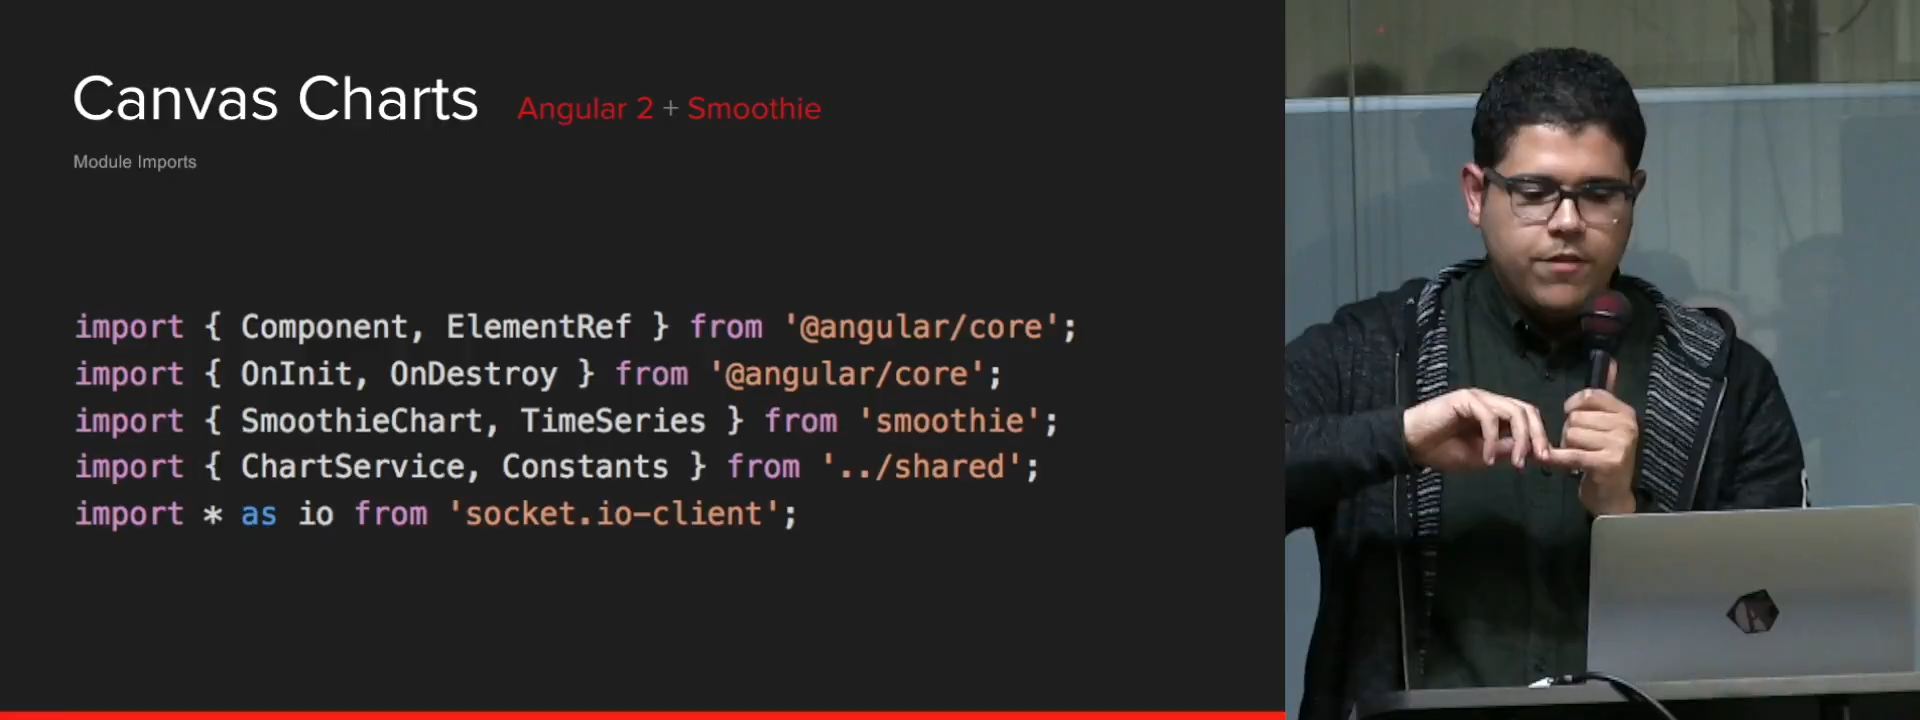 Canvas Charts Angular 2 + Smoothie
Module Imports
import { Component, ElementRef } from '@angular/core';
import { OnInit, OnDestroy } from '@angular/core';
import { SmoothieChart, TimeSeries } from 'smoothie';
import { ChartService, Constants } from '../shared';
import * as io from 'socket.io-client';